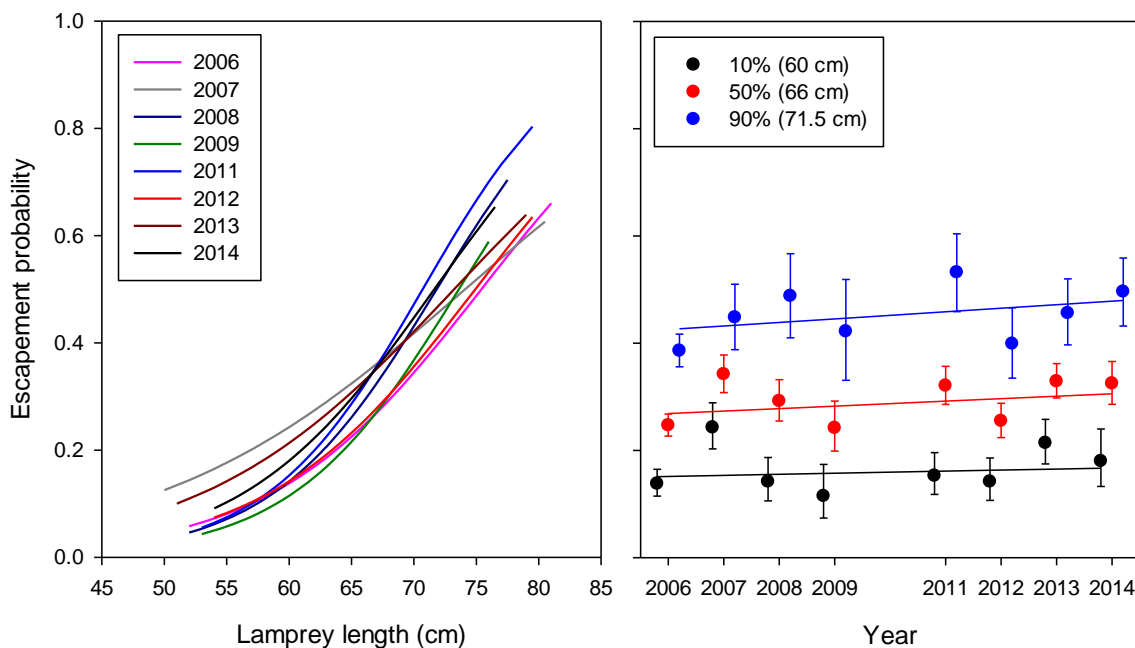 Escapement probability
1.0
0.8
0.6
0.4
0.2
0.0
2006
2007
2008
2009
2011
2012
2013
2014
45 50 55 60 65 70 75 80 85
Lamprey length (cm)
10% (60 cm)
50% (66 cm)
90% (71.5 cm)
2006 2007 2008 2009 2011 2012 2013 2014
Year